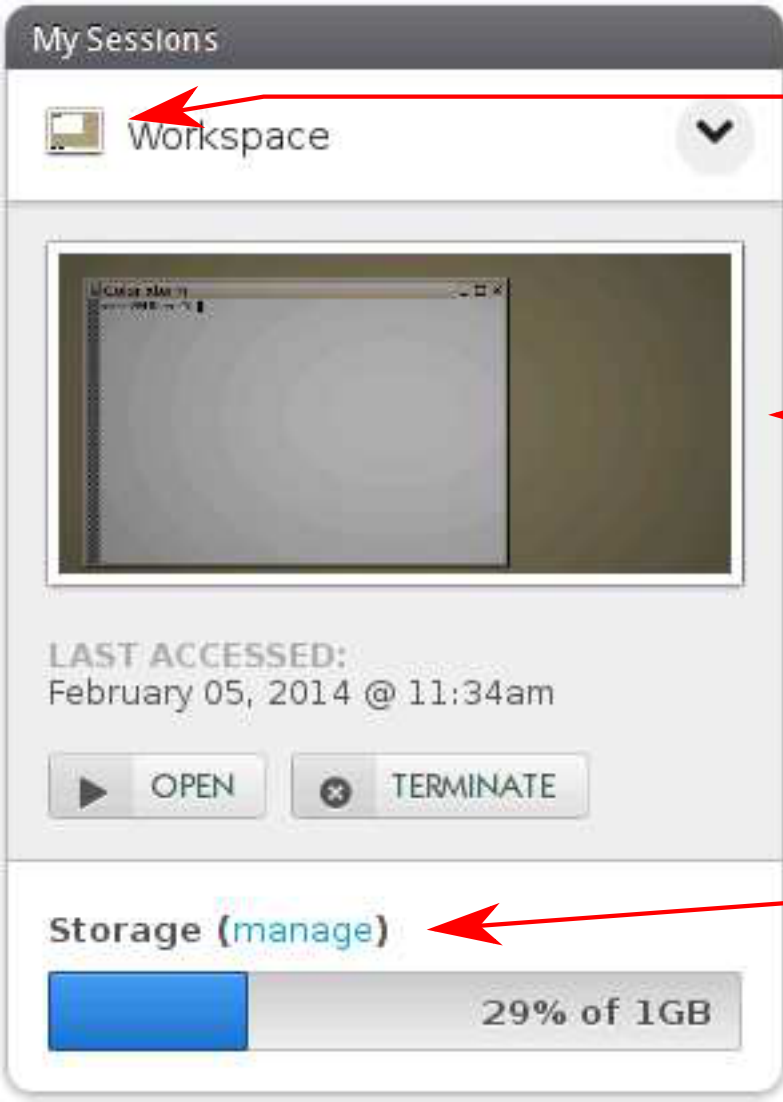 My Sessions
Workspace
LAST ACCESSED:
February 05, 2014 @ 11:34am
OPEN
TERMINATE
Storage (manage)
29% of 1GB